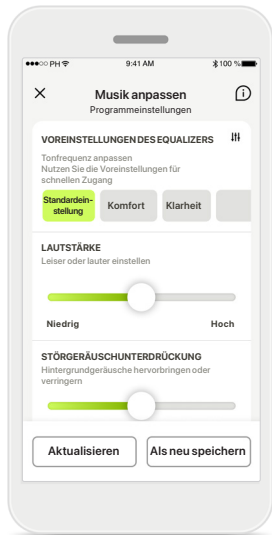 PH 9:41 AM 100 %
Musik anpassen
Programmeinstellungen
VOREINSTELLUNGEN DES EQUALIZERS
Tonfrequenz anpassen
Nutzen Sie die Voreinstellungen für
schnellen Zugang
Standardein-
stellung
Komfort
Klarheit
LAUTSTÄRKE
Leiser oder lauter einstellen
Niedrig Hoch
STÖRGERÄUSCHUNTERDRÜCKUNG
Hintergrundgeräusche hervorbringen oder
verringern
Aktualisieren Als neu speichern